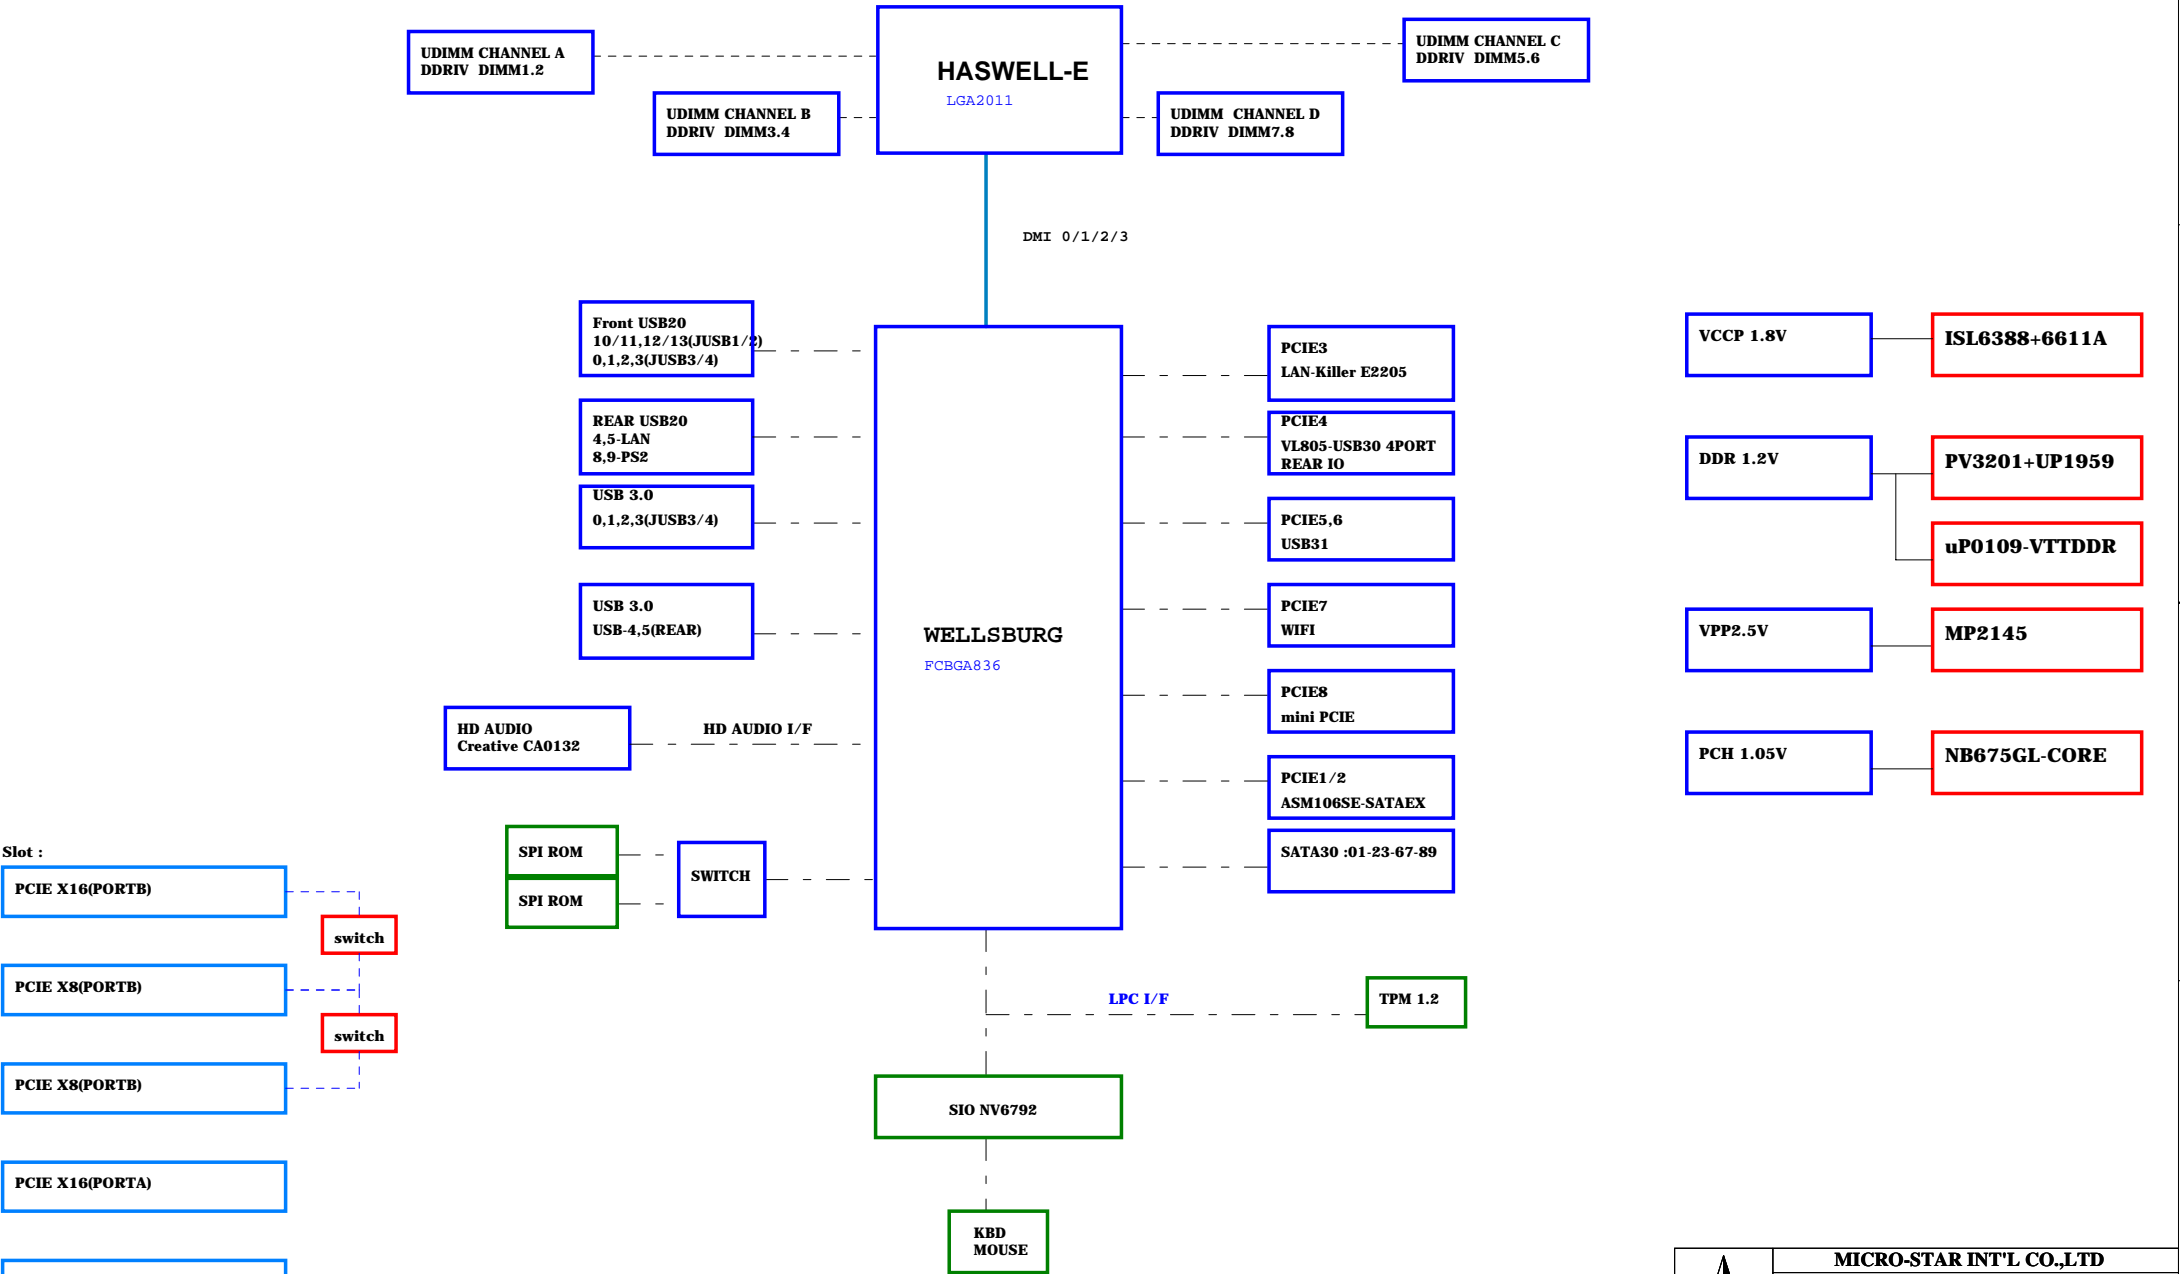 UDIMM CHANNEL A
DDRIV DIMM1.2
UDIMM CHANNEL B
DDRIV DIMM3.4
HASWELL-E
LGA2011
UDIMM CHANNEL C
DDRIV DIMM5.6
UDIMM CHANNEL D
DDRIV DIMM7.8
DMI 0/1/2/3
Front USB20
10/11,12/13(JUSB1/2)
0,1,2,3(JUSB3/4)
REAR USB20
4,5-LAN
8,9-PS2
USB 3.0
0,1,2,3(JUSB3/4)
USB 3.0
USB-4,5(REAR)
HD AUDIO
Creative CA0132
HD AUDIO I/F
SPI ROM
SPI ROM
SWITCH
WELLSBURG
FCBGA836
PCIE3
LAN-Killer E2205
PCIE4
VL805-USB30 4PORT
REAR IO
PCIE5,6
USB31
PCIE7
WIFI
PCIE8
mini PCIE
PCIE1/2
ASM106SE-SATAEX
SATA30 :01-23-67-89
VCCP 1.8V
ISL6388+6611A
DDR 1.2V
PV3201+UP1959
uP0109-VTTDDR
VPP2.5V
MP2145
PCH 1.05V
NB675GL-CORE
Slot :
PCIE X16(PORTB)
switch
PCIE X8(PORTB)
switch
PCIE X8(PORTB)
PCIE X16(PORTA)
LPC I/F
TPM 1.2
SIO NV6792
KBD
MOUSE
MICRO-STAR INT'L CO.,LTD